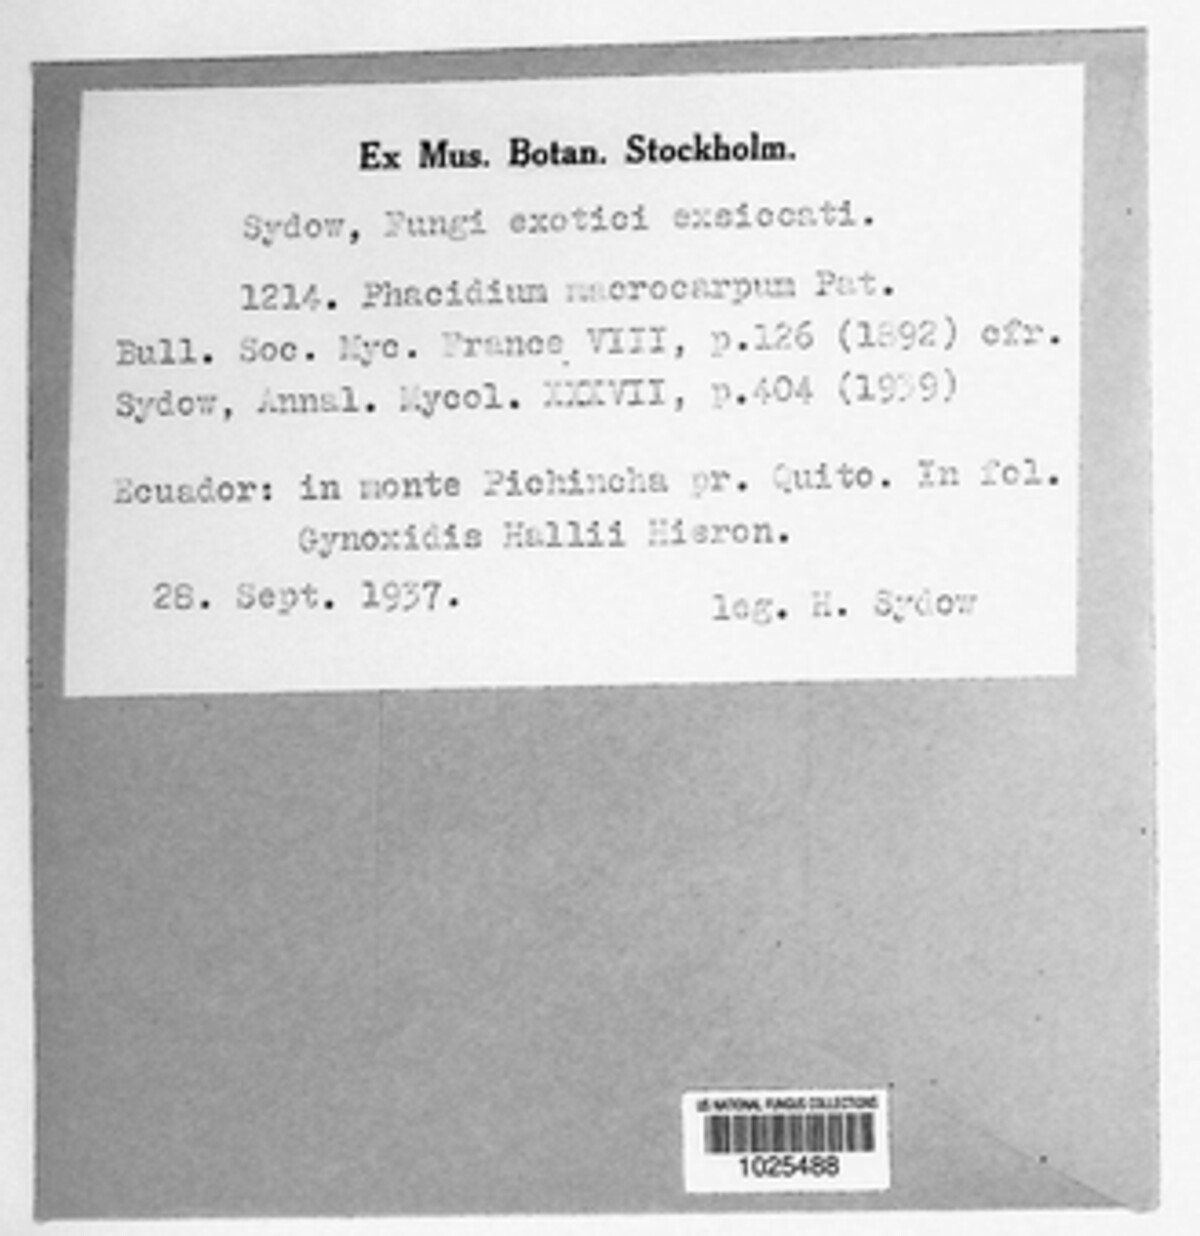 Ex Mus. Botan. Stockholm.
Sydow, Fungi exotici exsiccati.
1214. Phacidium macrocarpum Pat.
Bull. Soc. Myc. France VIII, p.126 (1892) cfr.
Sydow, Annal. Mycol. XXXVII, p.404 (1939)
Ecuador: in monte Pichincha pr. Quito. In fol.
Gynoxidis Hallii Hieron.
28. Sept. 1937.
leg. H. Sydow
US NATIONAL FUNGUS COLLECTIONS
1025488